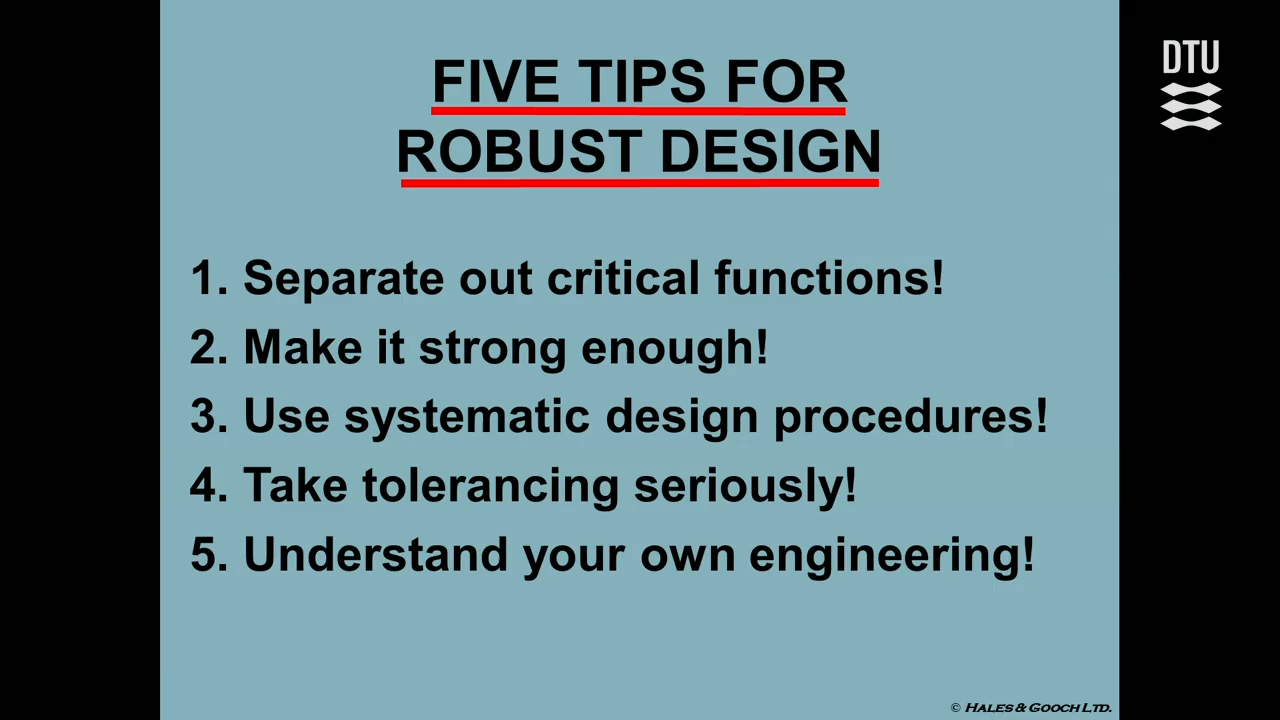 FIVE TIPS FOR
ROBUST DESIGN
DTU
1. Separate out critical functions!
2. Make it strong enough!
3. Use systematic design procedures!
4. Take tolerancing seriously!
5. Understand your own engineering!
© HALES & GOOCH LTD.